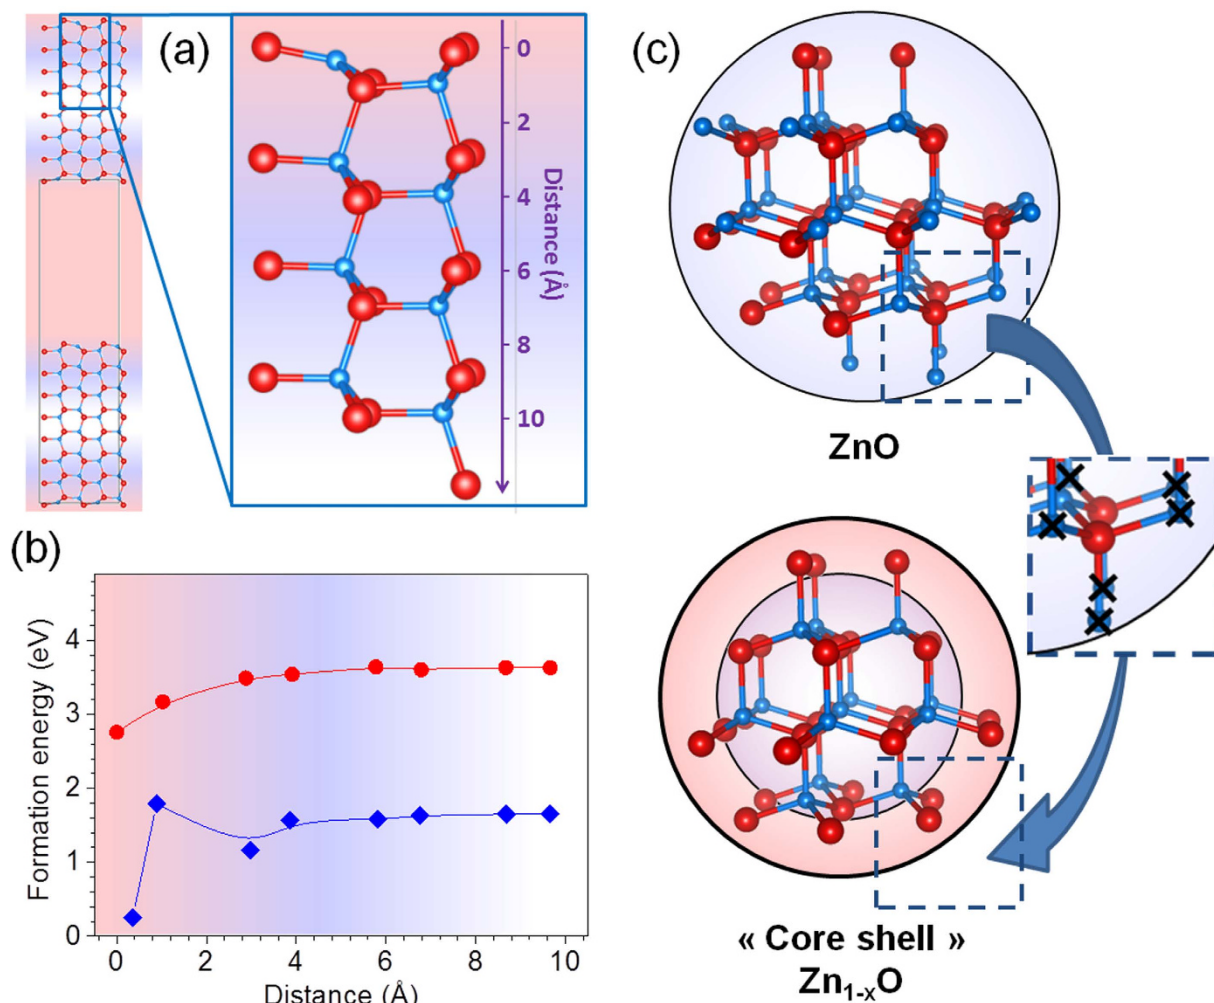 (a)
0
2
4
6
8
10
Distance (Å)
(b)
Formation energy (eV)
4
3
2
1
0
0 2 4 6 8 10
Distance (Å)
(c)
ZnO
« Core shell »
Zn1-xO